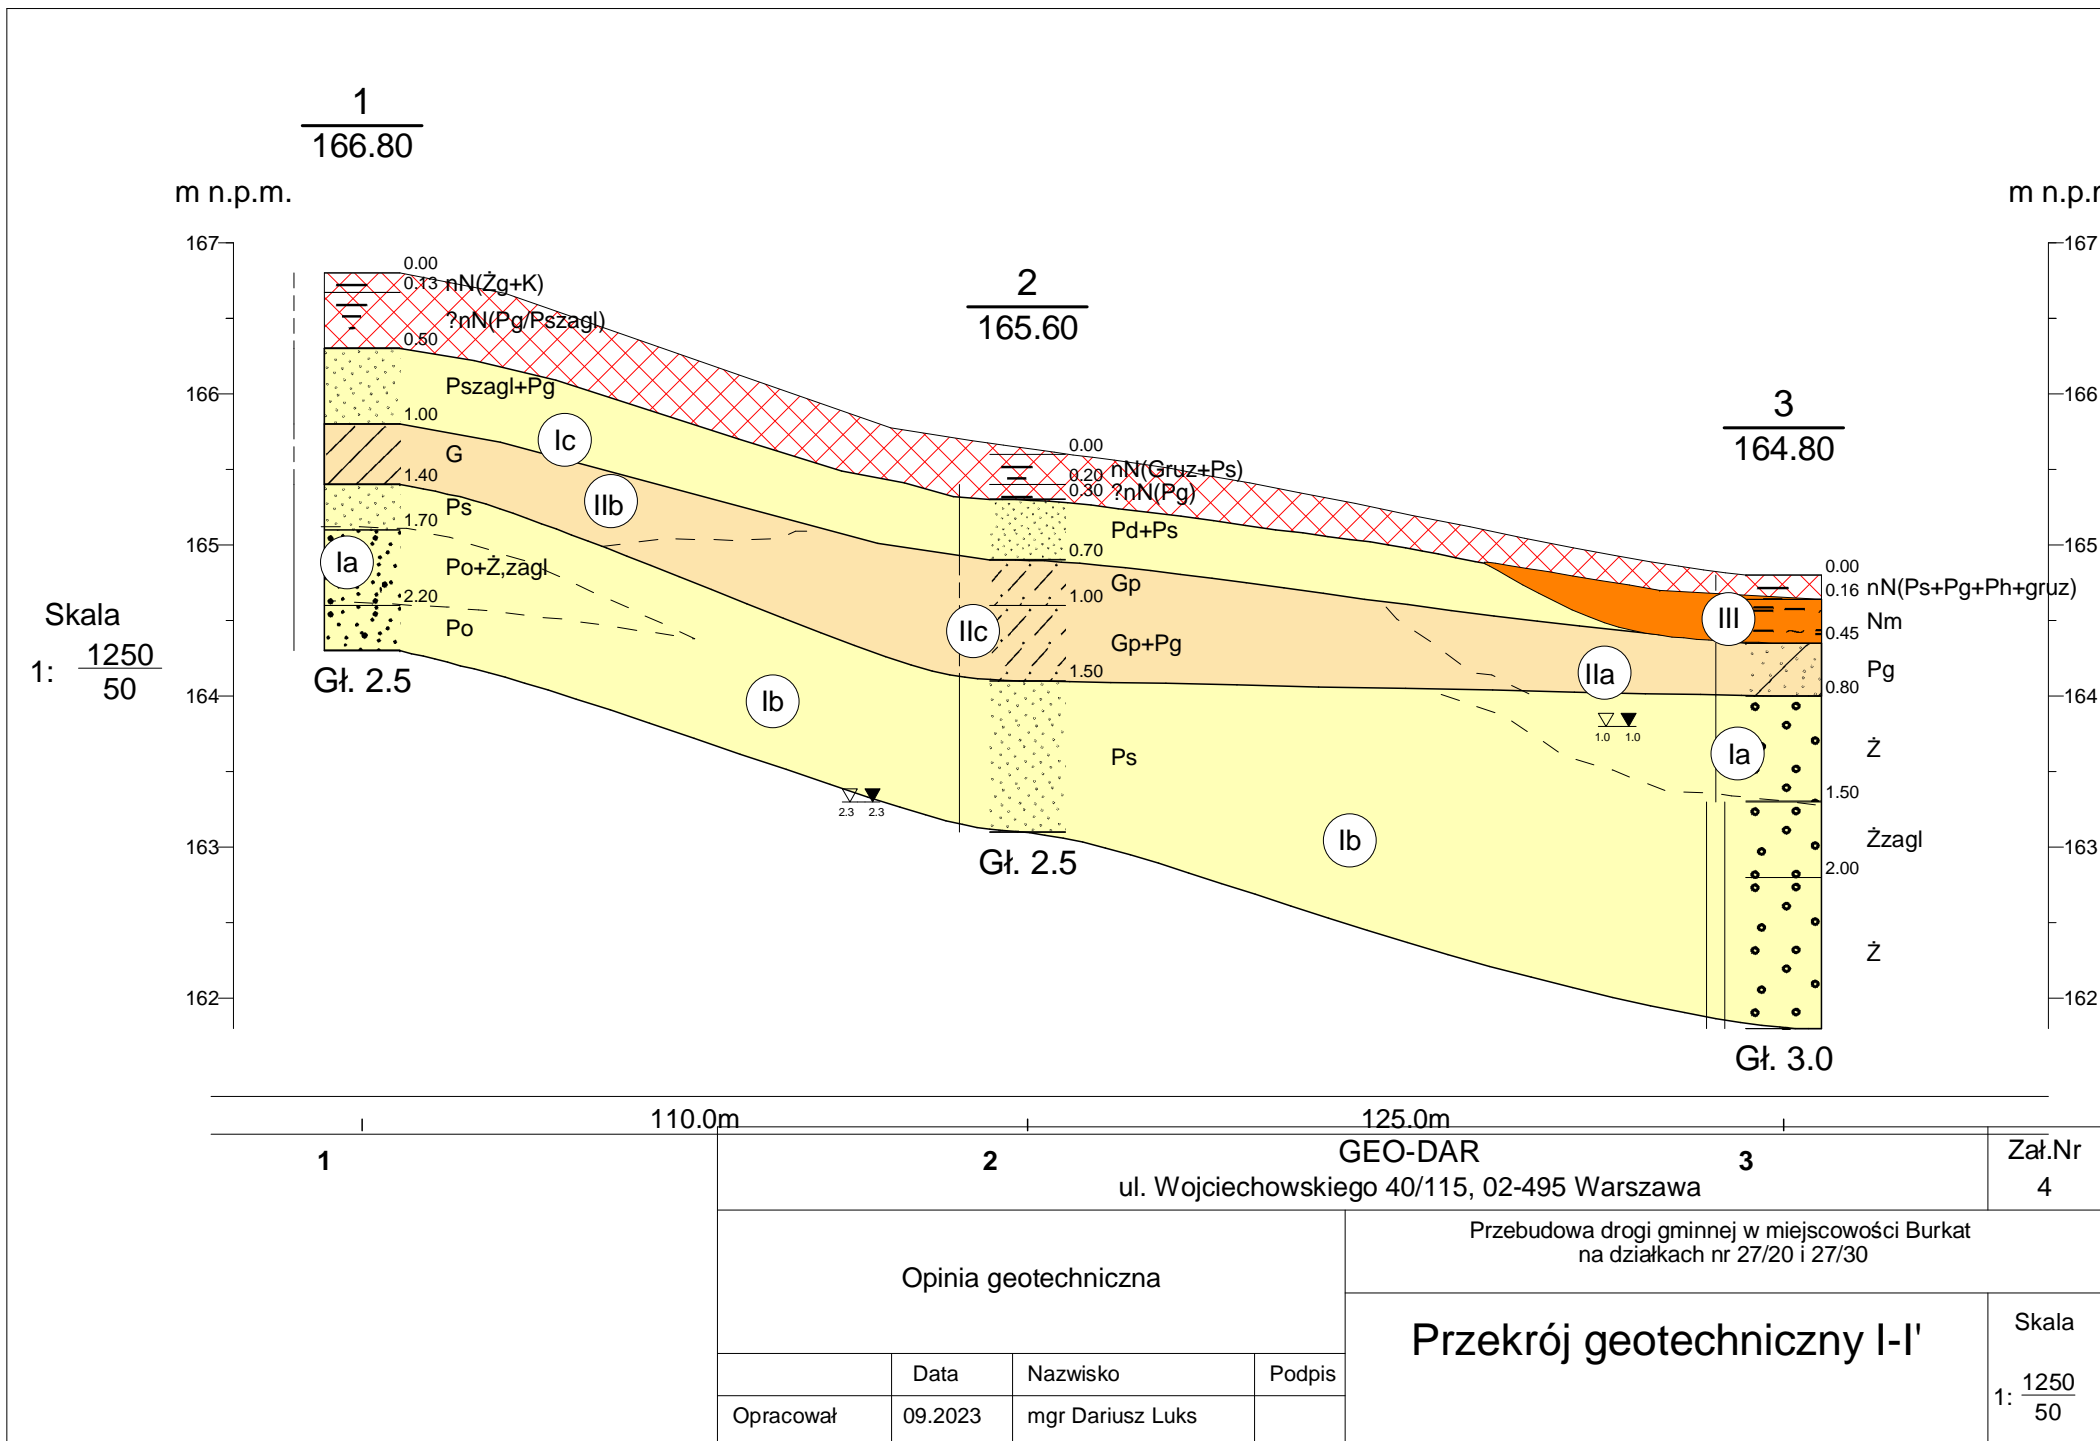 1
166.80
m n.p.m.
m n.p.
167
166
165
164
163
162
0.00
0.13 nN(Żg+K)
?nN(Pg/Pszagl)
0.50
Pszagl+Pg
1.00
G
1.40
Ps
1.70
Po+Ż,zagl
2.20
Po
Gł. 2.5
Ia
Ic
IIb
Ib
2.3 2.3
2
165.60
0.00
nN(Gruz+Ps)
0.20
0.30 ?nN(Pg)
Pd+Ps
0.70
Gp
1.00
Gp+Pg
1.50
Ps
Gł. 2.5
IIc
Ib
IIa
1.0 1.0
3
164.80
0.00
0.16 nN(Ps+Pg+Ph+gruz)
Nm
0.45
Pg
0.80
Ż
1.50
Żzagl
2.00
Ż
Gł. 3.0
III
Ia
167
166
165
164
163
162
Skala
1: 1250
50
110.0m 125.0m
1 2 3
GEO-DAR
ul. Wojciechowskiego 40/115, 02-495 Warszawa
Zał.Nr
4
Opinia geotechniczna
Przebudowa drogi gminnej w miejscowości Burkat
na działkach nr 27/20 i 27/30
Przekrój geotechniczny I-I'
Skala
1: 1250
50
Data Nazwisko Podpis
Opracował 09.2023 mgr Dariusz Luks